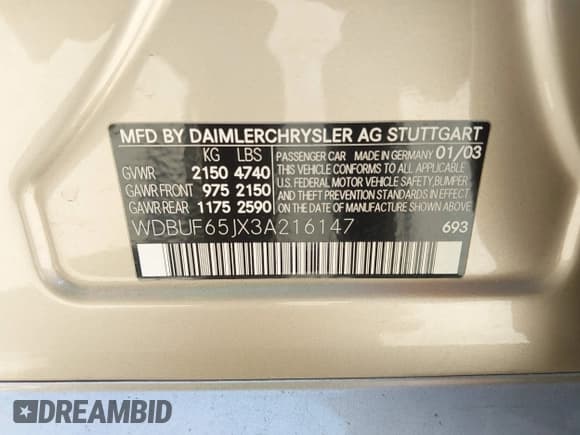 MFD BY DAIMLERCHRYSLER AG STUTTGART
KG LBS
GVWR 2150 4740
GAWR FRONT 975 2150
GAWR REAR 1175 2590
PASSENGER CAR MADE IN GERMANY 01/03
THIS VEHICLE CONFORMS TO ALL APPLICABLE
U.S. FEDERAL MOTOR VEHICLE SAFETY,BUMPER
AND THEFT PREVENTION STANDARDS IN EFFECT
ON THE DATE OF MANUFACTURE SHOWN ABOVE.
WDBUF65JX3A216147 693
DREAMBID